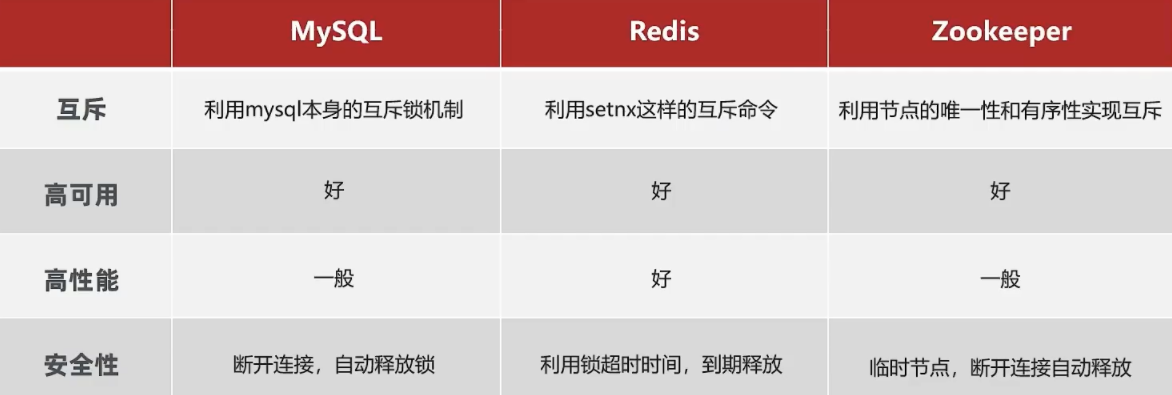 MySQL Redis Zookeeper
互斥 利用mysql本身的互斥锁机制 利用setnx这样的互斥命令 利用节点的唯一性和有序性实现互斥
高可用 好 好 好
高性能 一般 好 一般
安全性 断开连接，自动释放锁 利用锁超时时间，到期释放 临时节点，断开连接自动释放